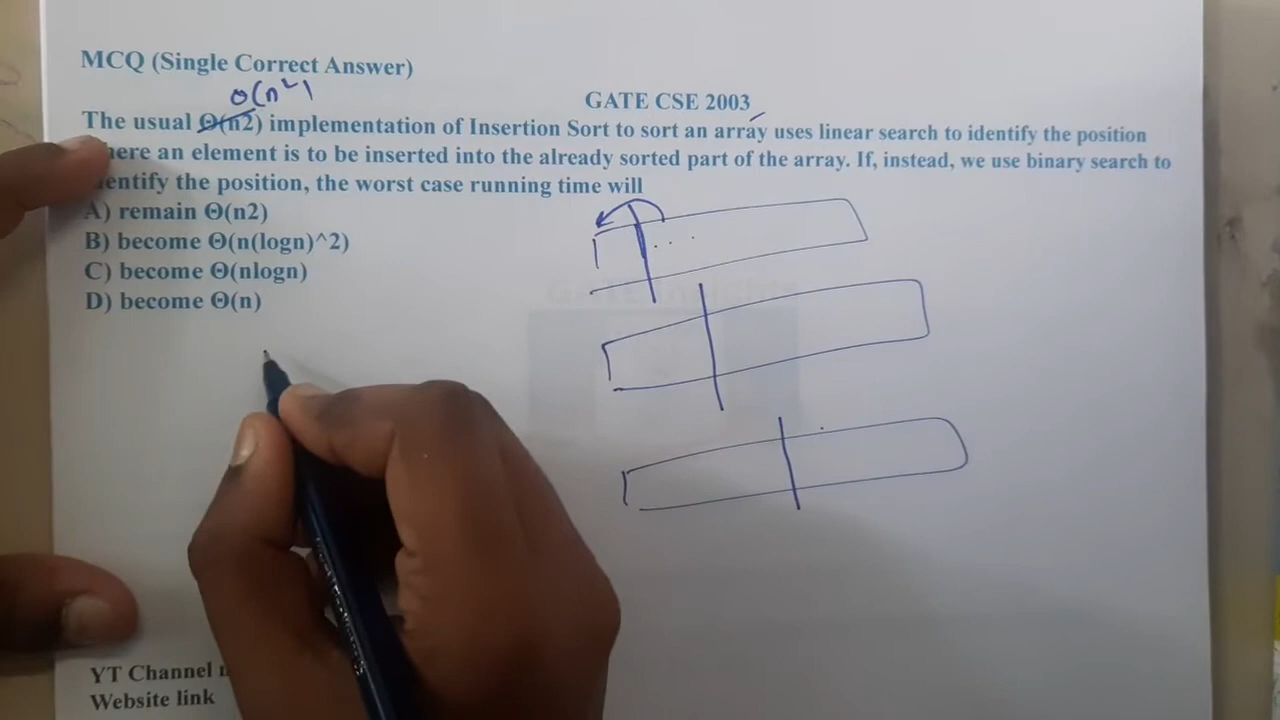 MCQ (Single Correct Answer)
O(n²)
GATE CSE 2003
The usual Θ(n2) implementation of Insertion Sort to sort an array uses linear search to identify the position
here an element is to be inserted into the already sorted part of the array. If, instead, we use binary search to
entify the position, the worst case running time will
A) remain Θ(n2)
B) become Θ(n(logn)^2)
C) become Θ(nlogn)
D) become Θ(n)
YT Channel
Website link